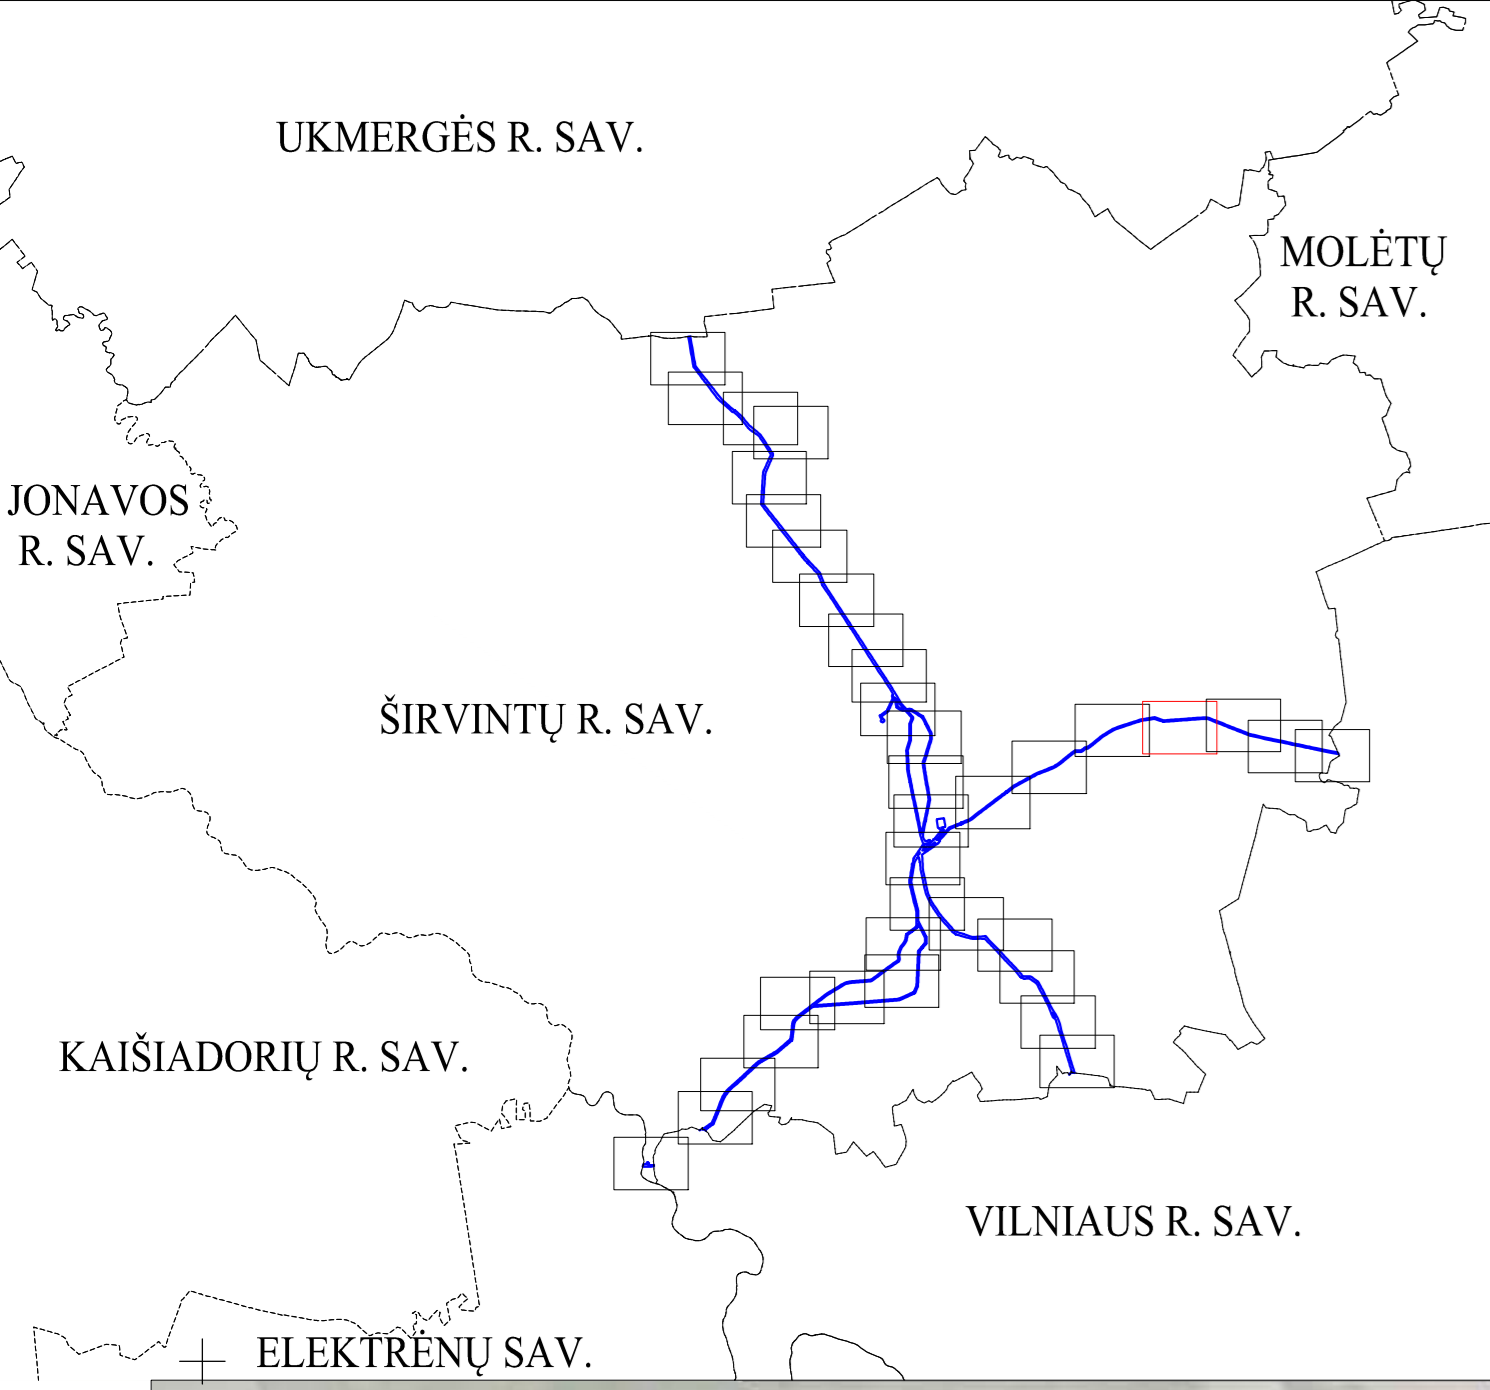 UKMERGĖS R. SAV.
MOLĖTŲ
R. SAV.
JONAVOS
R. SAV.
ŠIRVINTŲ R. SAV.
KAIŠIADORIŲ R. SAV.
VILNIAUS R. SAV.
ELEKTRĖNŲ SAV.